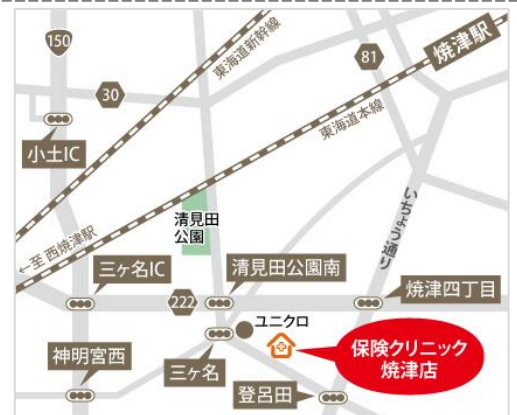 150
東海道新幹線
81
焼津駅
30
東海道本線
小土IC
いちょう通り
清見田
公園
←至 西焼津駅
三ヶ名IC
清見田公園南
焼津四丁目
222
ユニクロ
保険クリニック
焼津店
神明宮西
三ヶ名
登呂田